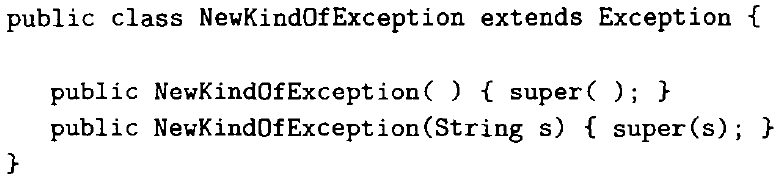 public class NewKindOfException extends Exception {
public NewKindOfException( ) { super( ); }
public NewKindOfException(String s) { super(s); }
}